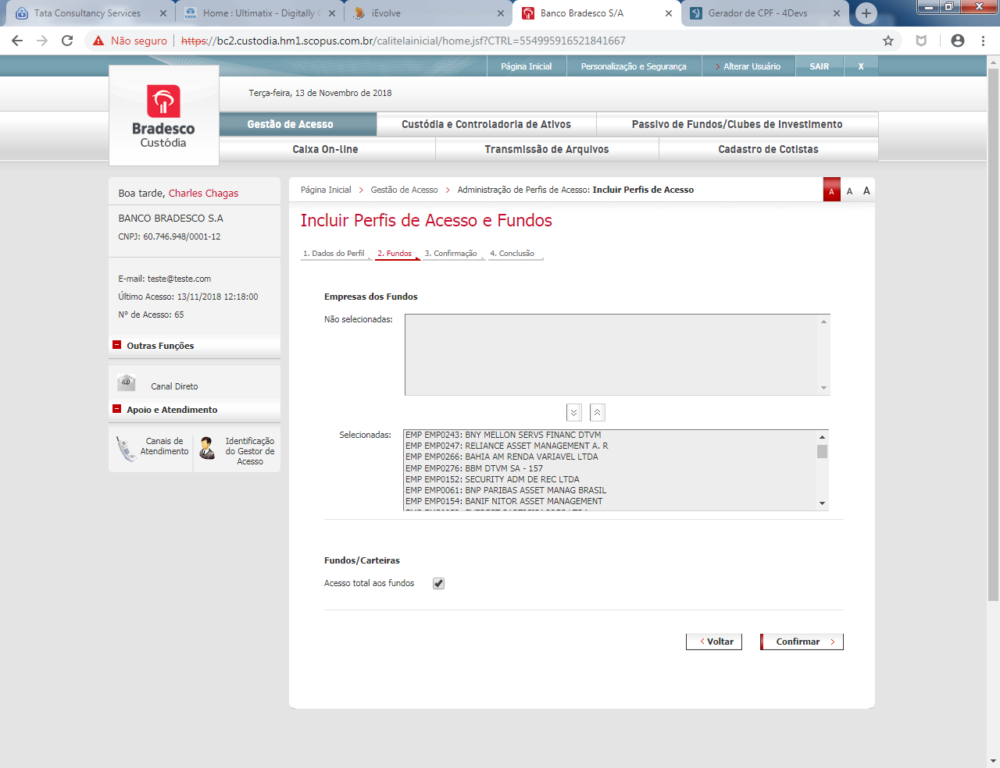 Tata Consultancy Services
Home : Ultimatix - Digitally
iEvolve
Banco Bradesco S/A
Gerador de CPF - 4Devs
Não seguro
https://bc2.custodia.hm1.scopus.com.br/calitelainicial/home.jsf?CTRL=554995916521841667
Página Inicial
Personalização e Segurança
Alterar Usuário
SAIR
X
Bradesco
Custódia
Terça-feira, 13 de Novembro de 2018
Gestão de Acesso
Custódia e Controladoria de Ativos
Passivo de Fundos/Clubes de Investimento
Caixa On-line
Transmissão de Arquivos
Cadastro de Cotistas
Boa tarde, Charles Chagas
BANCO BRADESCO S.A
CNPJ: 60.746.948/0001-12
E-mail: teste@teste.com
Último Acesso: 13/11/2018 12:18:00
Nº de Acesso: 65
Outras Funções
Canal Direto
Apoio e Atendimento
Canais de
Atendimento
Identificação
do Gestor de
Acesso
Página Inicial > Gestão de Acesso > Administração de Perfis de Acesso: Incluir Perfis de Acesso
A A A
Incluir Perfis de Acesso e Fundos
1. Dados do Perfil
2. Fundos
3. Confirmação
4. Conclusão
Empresas dos Fundos
Não selecionadas:
Selecionadas:
EMP EMP0243: BNY MELLON SERVS FINANC DTVM
EMP EMP0247: RELIANCE ASSET MANAGEMENT A. R
EMP EMP0266: BAHIA AM RENDA VARIAVEL LTDA
EMP EMP0276: BBM DTVM SA - 157
EMP EMP0152: SECURITY ADM DE REC LTDA
EMP EMP0061: BNP PARIBAS ASSET MANAG BRASIL
EMP EMP0154: BANIF NITOR ASSET MANAGEMENT
Fundos/Carteiras
Acesso total aos fundos
Voltar
Confirmar